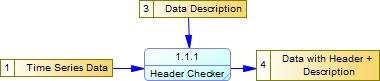 3 Data Description
1 Time Series Data
1.1.1
Header Checker
4 Data with Header +
Description